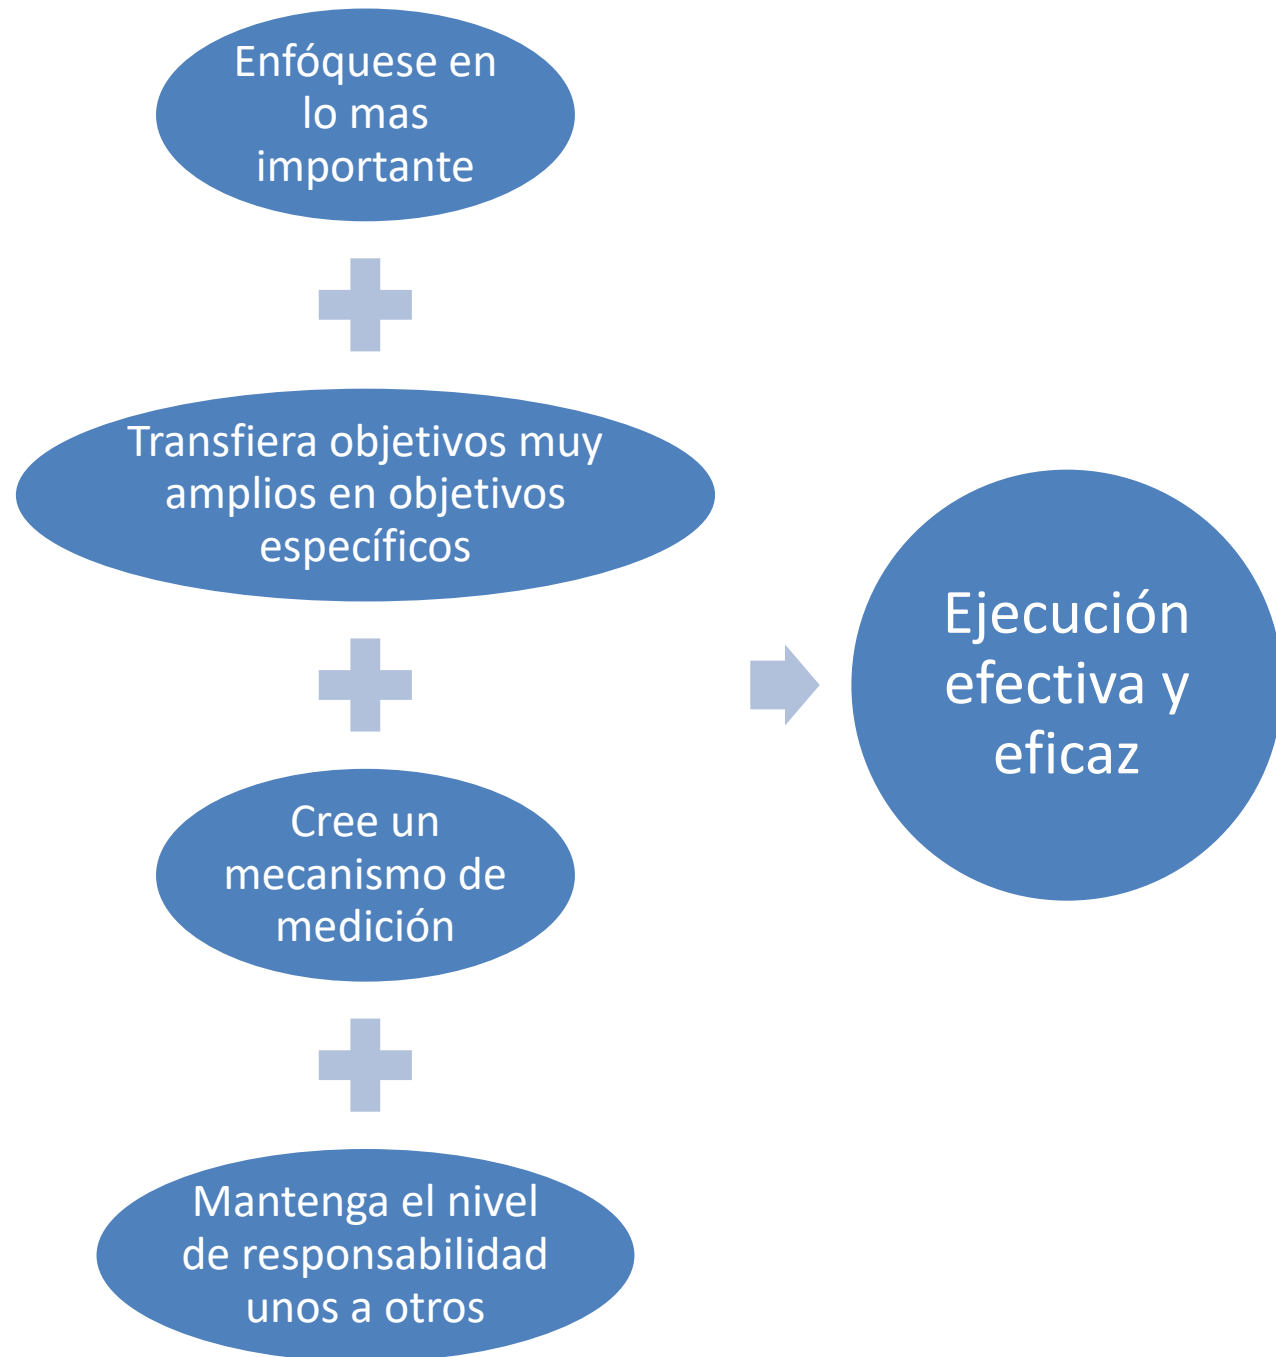 Enfóquese en
lo mas
importante
Transfiera objetivos muy
amplios en objetivos
específicos
Cree un
mecanismo de
medición
Mantenga el nivel
de responsabilidad
unos a otros
Ejecución
efectiva y
eficaz